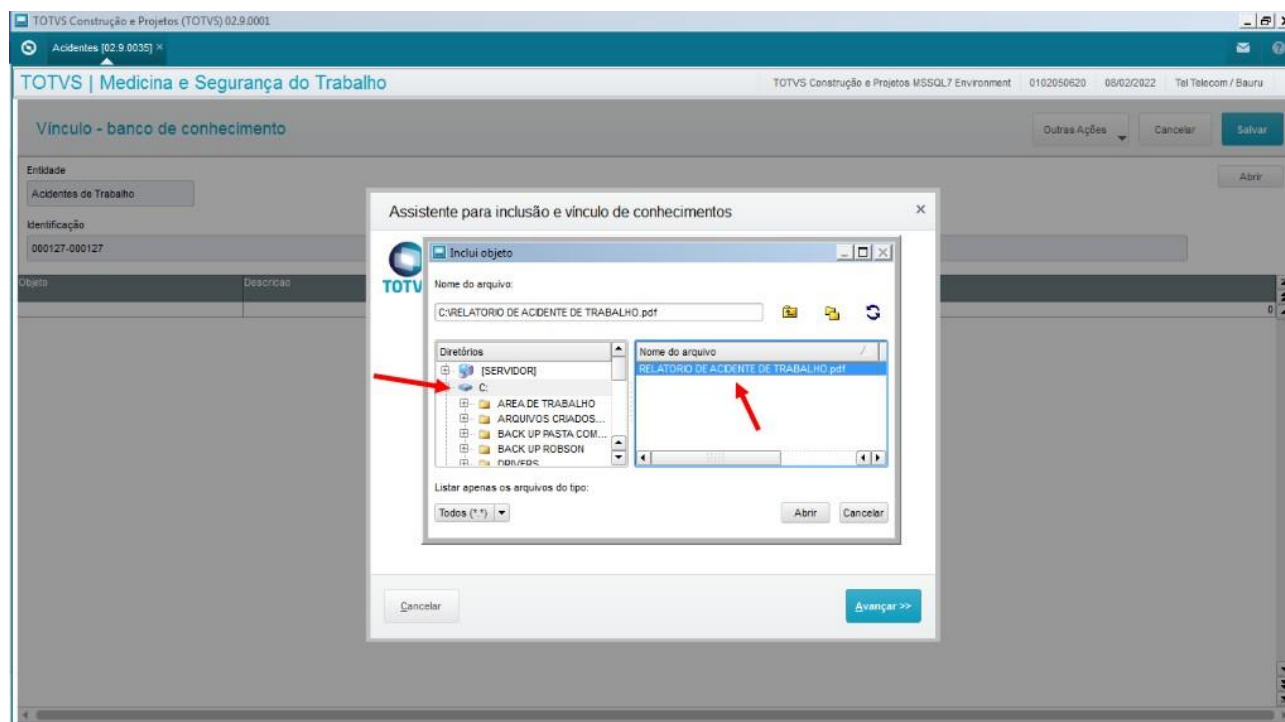 TOTVS Construção e Projetos (TOTVS) 02.9.0001
Acidentes [02.9.0035] ×
TOTVS | Medicina e Segurança do Trabalho
TOTVS Construção e Projetos MSSQL7 Environment 0102050620 08/02/2022 Tel Telecom / Bauru
Vínculo - banco de conhecimento
Outras Ações Cancelar Salvar
Entidade
Abrir
Acidentes de Trabalho
Identificação
000127-000127
Objeto Descricao
0
Assistente para inclusão e vínculo de conhecimentos
TOTV
Inclui objeto
Nome do arquivo:
C:\RELATORIO DE ACIDENTE DE TRABALHO.pdf
Diretórios
Nome do arquivo
[SERVIDOR]
RELATORIO DE ACIDENTE DE TRABALHO.pdf
C:
AREA DE TRABALHO
ARQUIVOS CRIADOS...
BACK UP PASTA COM...
BACK UP ROBSON
DRIVERS
Listar apenas os arquivos do tipo:
Todos (*.*)
Abrir Cancelar
Cancelar
Avançar >>